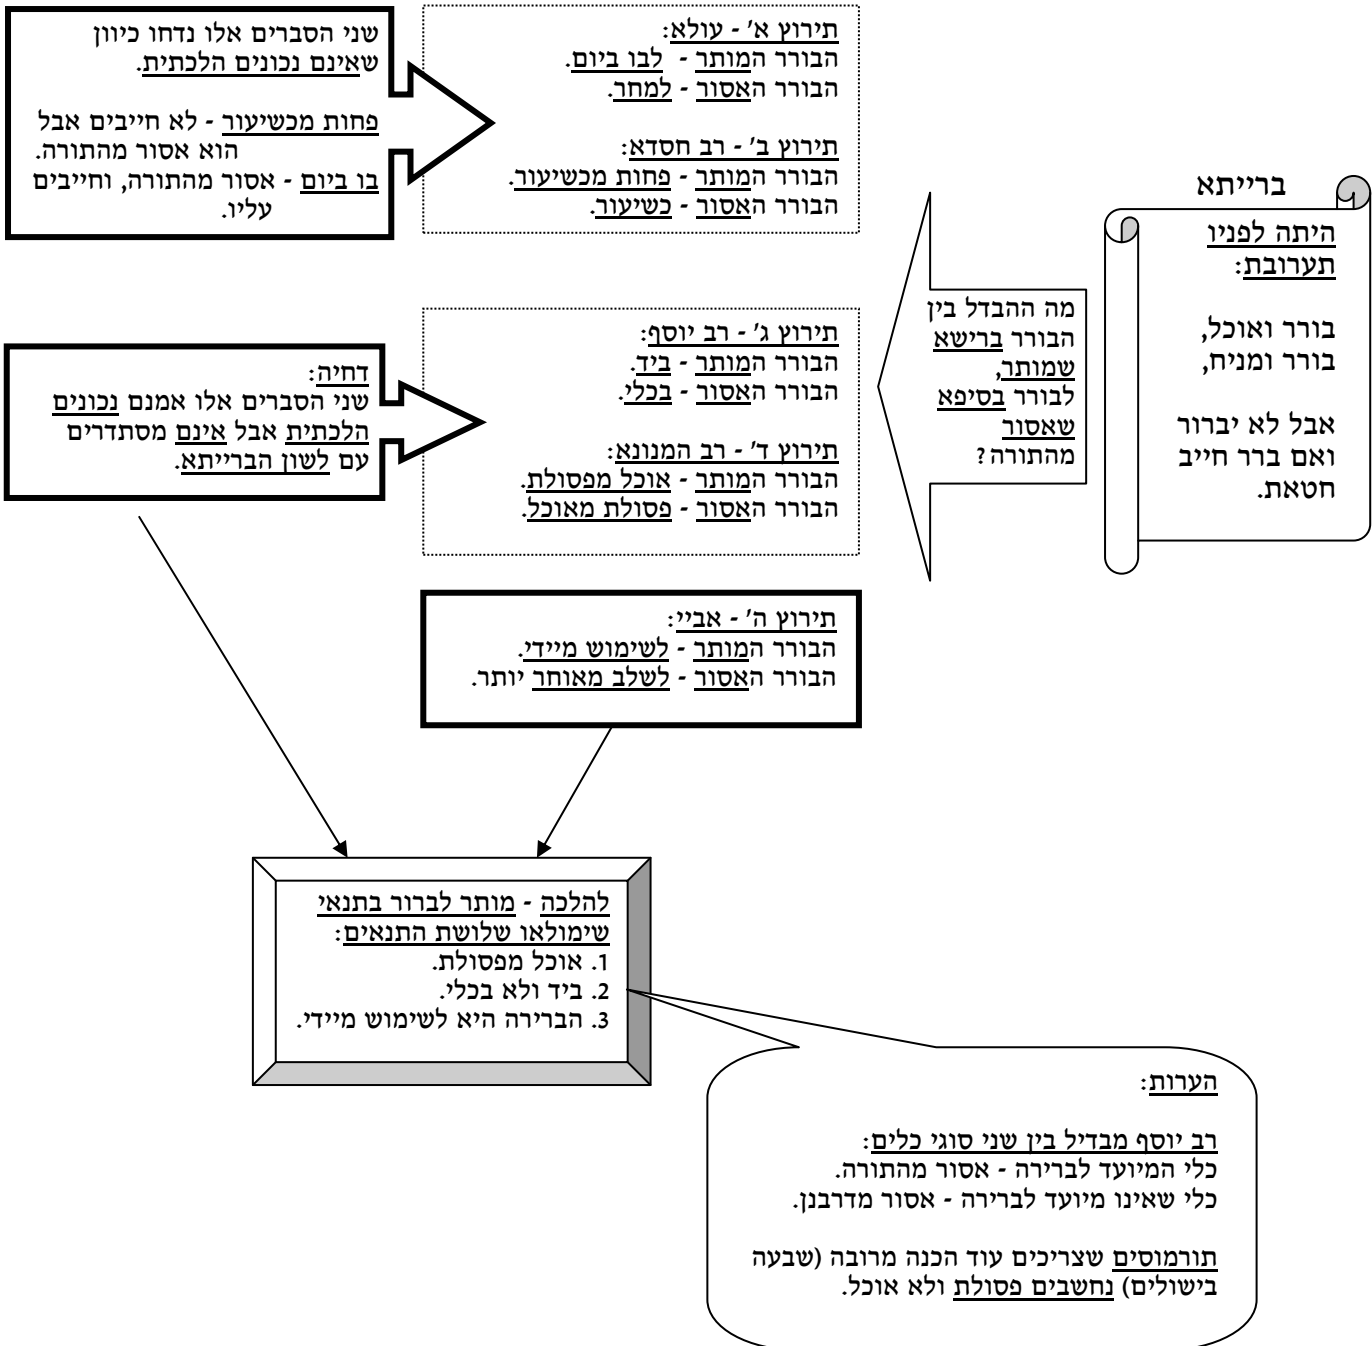 ברייתא
היתה לפניו
תערובת:
בורר ואוכל,
בורר ומניח,
אבל לא יברור
ואם ברר חייב
חטאת.
מה ההבדל בין
הבורר ברישא
שמותר,
לבורר בסיפא
שאסור
מהתורה?
תירוץ א' - עולא:
הבורר המותר - לבו ביום.
הבורר האסור - למחר.
תירוץ ב' - רב חסדא:
הבורר המותר - פחות מכשיעור.
הבורר האסור - כשיעור.
שני הסברים אלו נדחו כיוון
שאינם נכונים הלכתית.
פחות מכשיעור - לא חייבים אבל
הוא אסור מהתורה.
בו ביום - אסור מהתורה, וחייבים
עליו.
תירוץ ג' - רב יוסף:
הבורר המותר - ביד.
הבורר האסור - בכלי.
תירוץ ד' - רב המנונא:
הבורר המותר - אוכל מפסולת.
הבורר האסור - פסולת מאוכל.
דחיה:
שני הסברים אלו אמנם נכונים
הלכתית אבל אינם מסתדרים
עם לשון הברייתא.
תירוץ ה' - אביי:
הבורר המותר - לשימוש מיידי.
הבורר האסור - לשלב מאוחר יותר.
להלכה - מותר לברור בתנאי
שימולאו שלושת התנאים:
1. אוכל מפסולת.
2. ביד ולא בכלי.
3. הברירה היא לשימוש מיידי.
הערות:
רב יוסף מבדיל בין שני סוגי כלים:
כלי המיועד לברירה - אסור מהתורה.
כלי שאינו מיועד לברירה - אסור מדרבנן.
תורמוסים שצריכים עוד הכנה מרובה (שבעה
בישולים) נחשבים פסולת ולא אוכל.